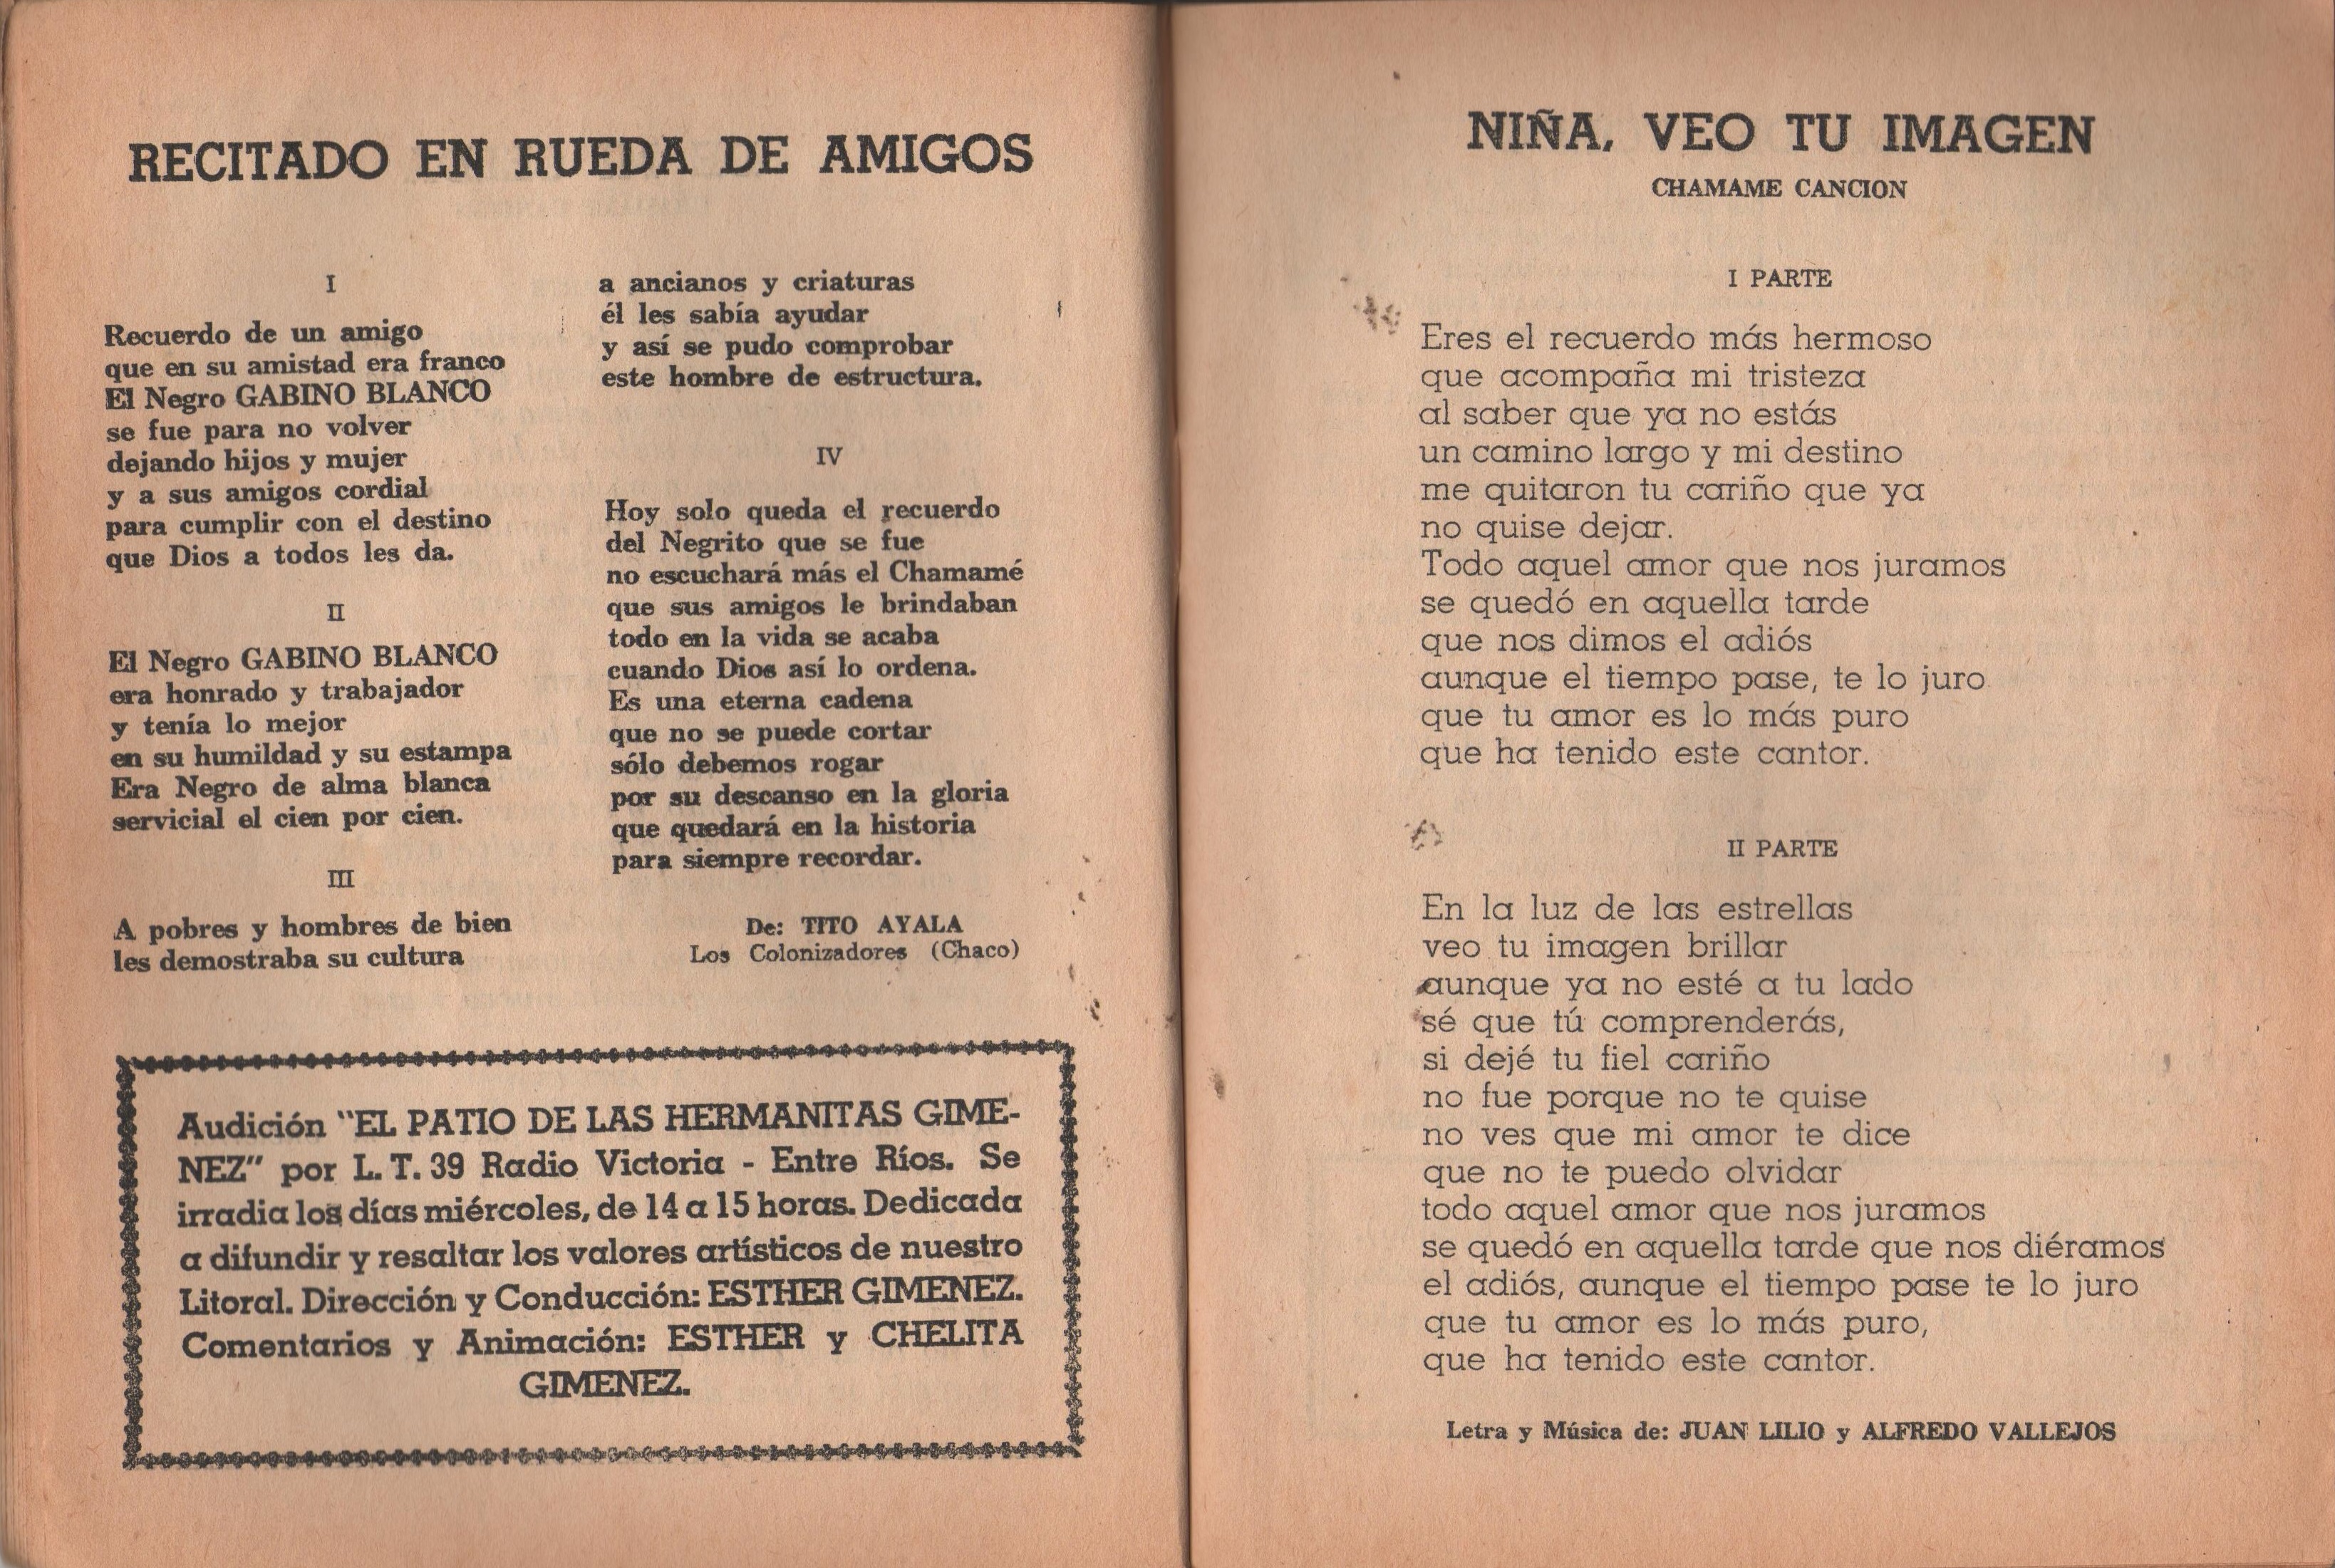 RECITADO EN RUEDA DE AMIGOS
I
Recuerdo de un amigo
que en su amistad era franco
El Negro GABINO BLANCO
se fue para no volver
dejando hijos y mujer
y a sus amigos cordial
para cumplir con el destino
que Dios a todos les da.
II
El Negro GABINO BLANCO
era honrado y trabajador
y tenía lo mejor
en su humildad y su estampa
Era Negro de alma blanca
servicial el cien por cien.
III
A pobres y hombres de bien
les demostraba su cultura
a ancianos y criaturas
él les sabía ayudar
y así se pudo comprobar
este hombre de estructura.
IV
Hoy solo queda el recuerdo
del Negrito que se fue
no escuchará más el Chamamé
que sus amigos le brindaban
todo en la vida se acaba
cuando Dios así lo ordena.
Es una eterna cadena
que no se puede cortar
sólo debemos rogar
por su descanso en la gloria
que quedará en la historia
para siempre recordar.
De: TITO AYALA
Los Colonizadores (Chaco)
Audición "EL PATIO DE LAS HERMANITAS GIME-
NEZ" por L. T. 39 Radio Victoria - Entre Ríos. Se
irradia los días miércoles, de 14 a 15 horas. Dedicada
a difundir y resaltar los valores artísticos de nuestro
Litoral. Dirección y Conducción: ESTHER GIMENEZ.
Comentarios y Animación: ESTHER y CHELITA
GIMENEZ.
NIÑA, VEO TU IMAGEN
CHAMAME CANCION
I PARTE
Eres el recuerdo más hermoso
que acompaña mi tristeza
al saber que ya no estás
un camino largo y mi destino
me quitaron tu cariño que ya
no quise dejar.
Todo aquel amor que nos juramos
se quedó en aquella tarde
que nos dimos el adiós
aunque el tiempo pase, te lo juro
que tu amor es lo más puro
que ha tenido este cantor.
II PARTE
En la luz de las estrellas
veo tu imagen brillar
aunque ya no esté a tu lado
sé que tú comprenderás,
si dejé tu fiel cariño
no fue porque no te quise
no ves que mi amor te dice
que no te puedo olvidar
todo aquel amor que nos juramos
se quedó en aquella tarde que nos diéramos
el adiós, aunque el tiempo pase te lo juro
que tu amor es lo más puro,
que ha tenido este cantor.
Letra y Música de: JUAN LILIO y ALFREDO VALLEJOS